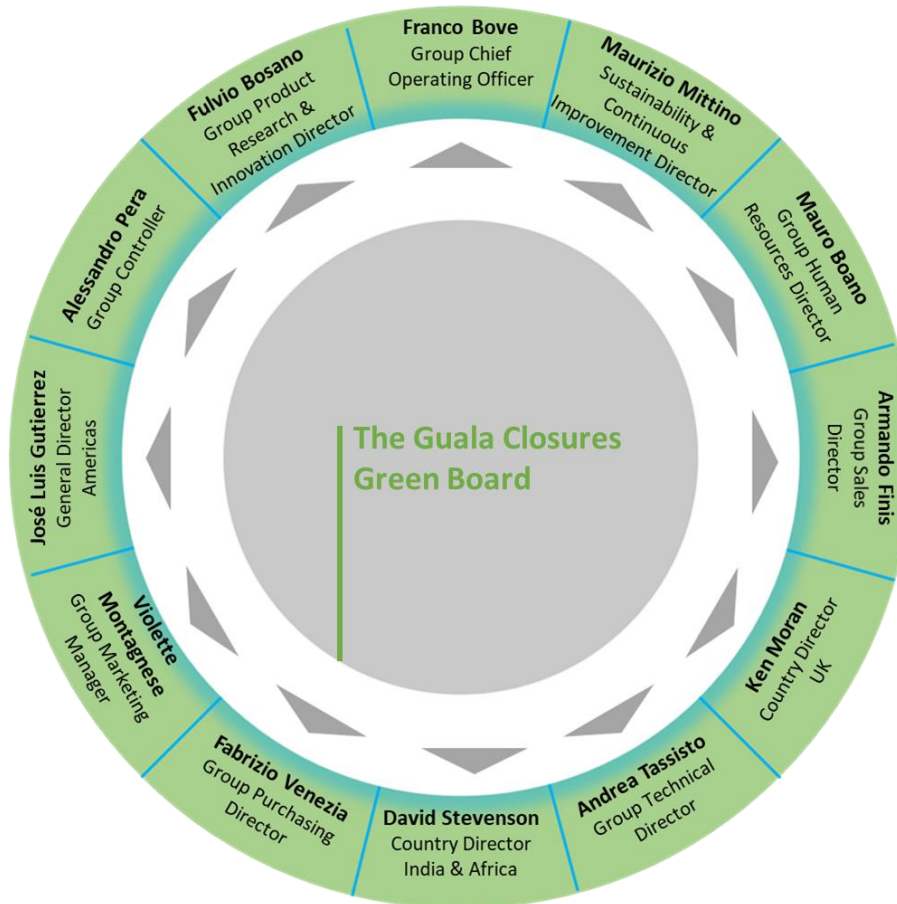 Franco Bove
Group Chief
Operating Officer
Maurizio Mittino
Sustainability &
Continuous
Improvement Director
Mauro Boano
Group Human
Resources Director
Armando Finis
Group Sales
Director
Ken Moran
Country Director
UK
Andrea Tassisto
Group Technical
Director
David Stevenson
Country Director
India & Africa
Fabrizio Venezia
Group Purchasing
Director
Violette
Montagnese
Group Marketing
Manager
José Luis Gutierrez
General Director
Americas
Alessandro Pera
Group Controller
Fulvio Bosano
Group Product
Research &
Innovation Director
The Guala Closures
Green Board